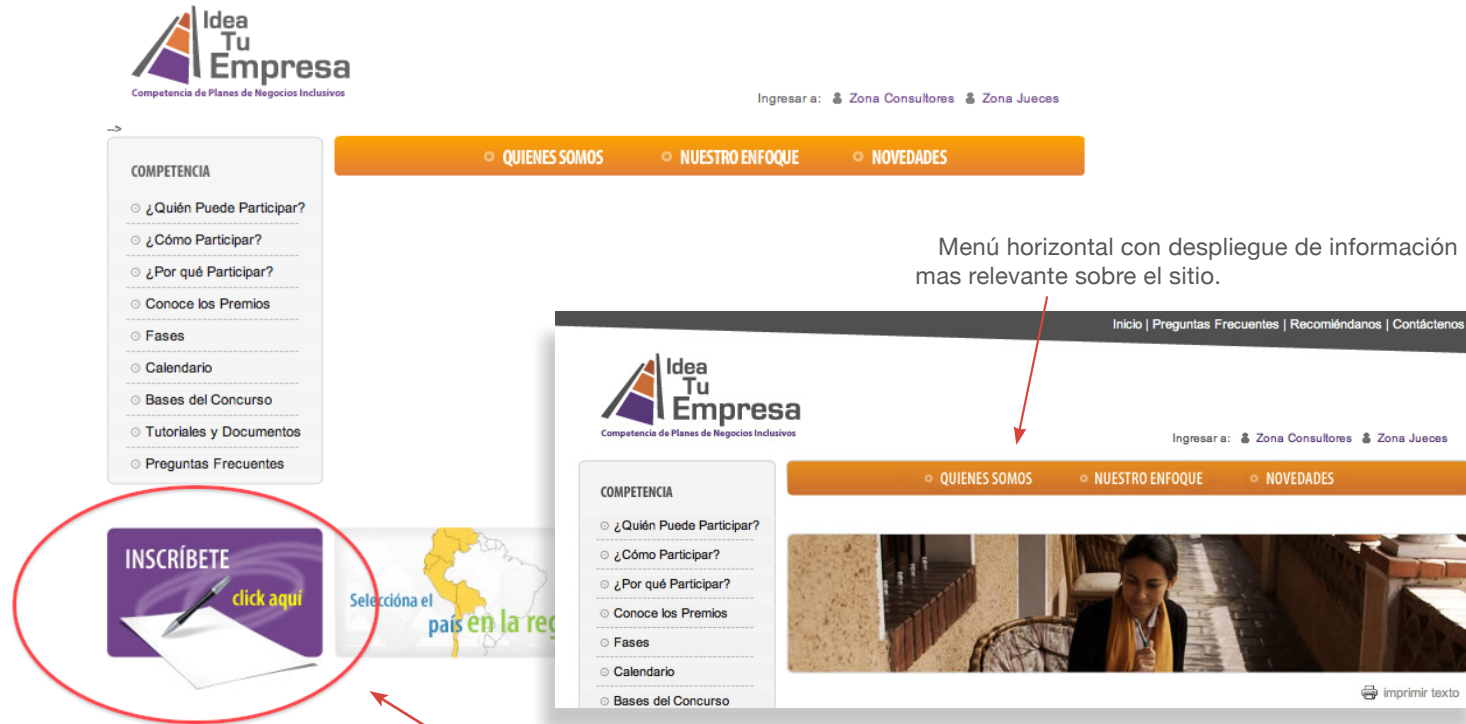 Idea
Tu
Empresa
Competencia de Planes de Negocios Inclusivos
Ingresar a: Zona Consultores Zona Jueces
-->
COMPETENCIA
¿Quién Puede Participar?
¿Cómo Participar?
¿Por qué Participar?
Conoce los Premios
Fases
Calendario
Bases del Concurso
Tutoriales y Documentos
Preguntas Frecuentes
QUIENES SOMOS NUESTRO ENFOQUE NOVEDADES
INSCRÍBETE
click aquí
Seleccióna el
país en la reg
Menú horizontal con despliegue de información
mas relevante sobre el sitio.
Inicio | Preguntas Frecuentes | Recomiéndanos | Contáctenos
Idea
Tu
Empresa
Competencia de Planes de Negocios Inclusivos
Ingresar a: Zona Consultores Zona Jueces
QUIENES SOMOS NUESTRO ENFOQUE NOVEDADES
COMPETENCIA
¿Quién Puede Participar?
¿Cómo Participar?
¿Por qué Participar?
Conoce los Premios
Fases
Calendario
Bases del Concurso
imprimir texto